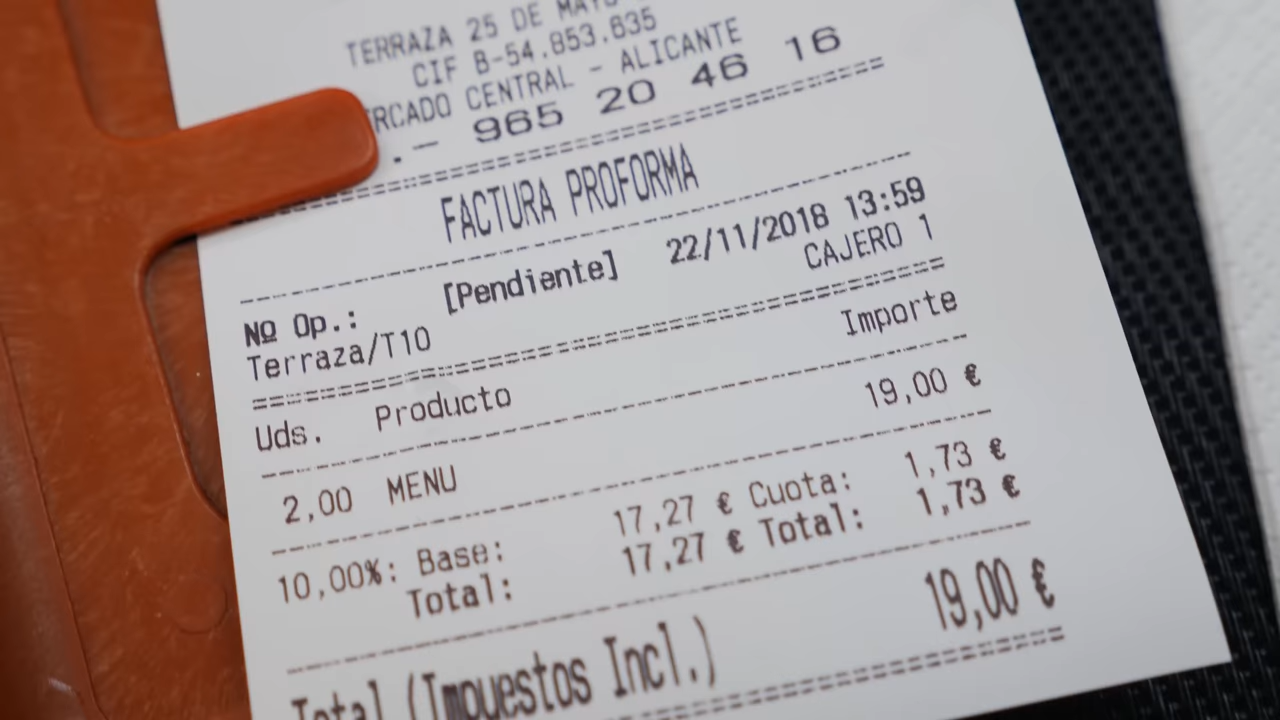 TERRAZA 25 DE MAYO
CIF B-54.853.635
RCADO CENTRAL - ALICANTE
.- 965 20 46 16
FACTURA PROFORMA
Nº Op.: [Pendiente] 22/11/2018 13:59
Terraza/T10 CAJERO 1
Uds. Producto Importe
2,00 MENU 19,00 €
10,00%: Base: 17,27 € Cuota: 1,73 €
Total: 17,27 € Total: 1,73 €
Total (Impuestos Incl.) 19,00 €